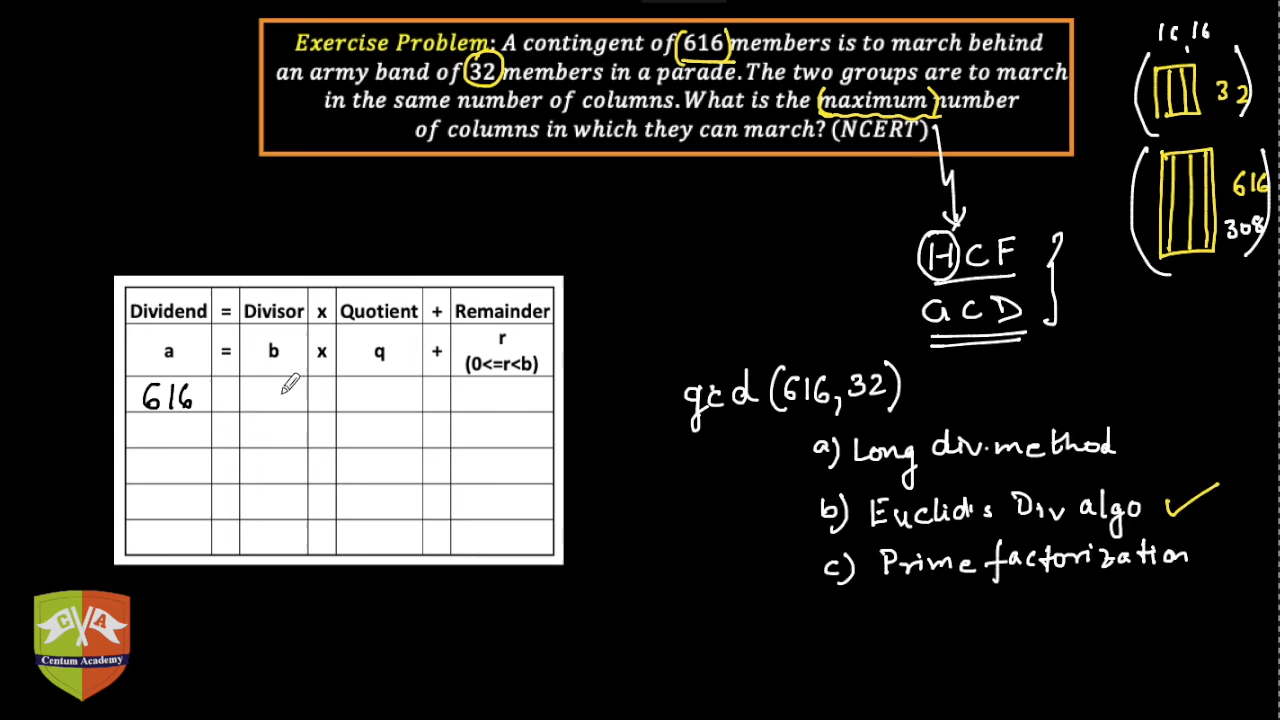 Exercise Problem: A contingent of 616 members is to march behind
an army band of 32 members in a parade. The two groups are to march
in the same number of columns. What is the maximum number
of columns in which they can march? (NCERT)
16 16
32
616
308
HCF
GCD
Dividend = Divisor x Quotient + Remainder
a = b x q + r
(0<=r<b)
616
gcd (616, 32)
a) Long div. method
b) Euclid's Div algo
c) Prime factorization
C A
Centum Academy